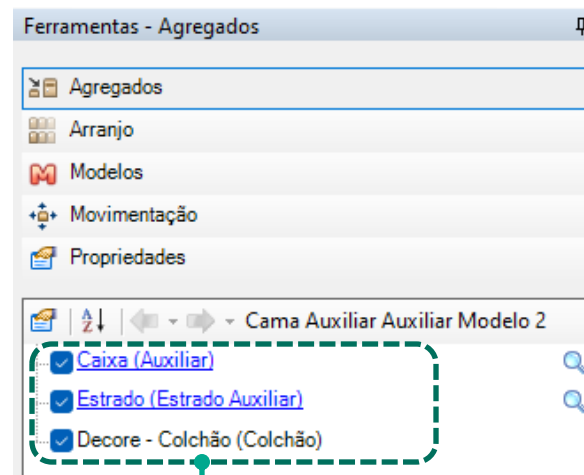 Ferramentas - Agregados
Agregados
Arranjo
Modelos
Movimentação
Propriedades
Cama Auxiliar Auxiliar Modelo 2
Caixa (Auxiliar)
Estrado (Estrado Auxiliar)
Decore - Colchão (Colchão)